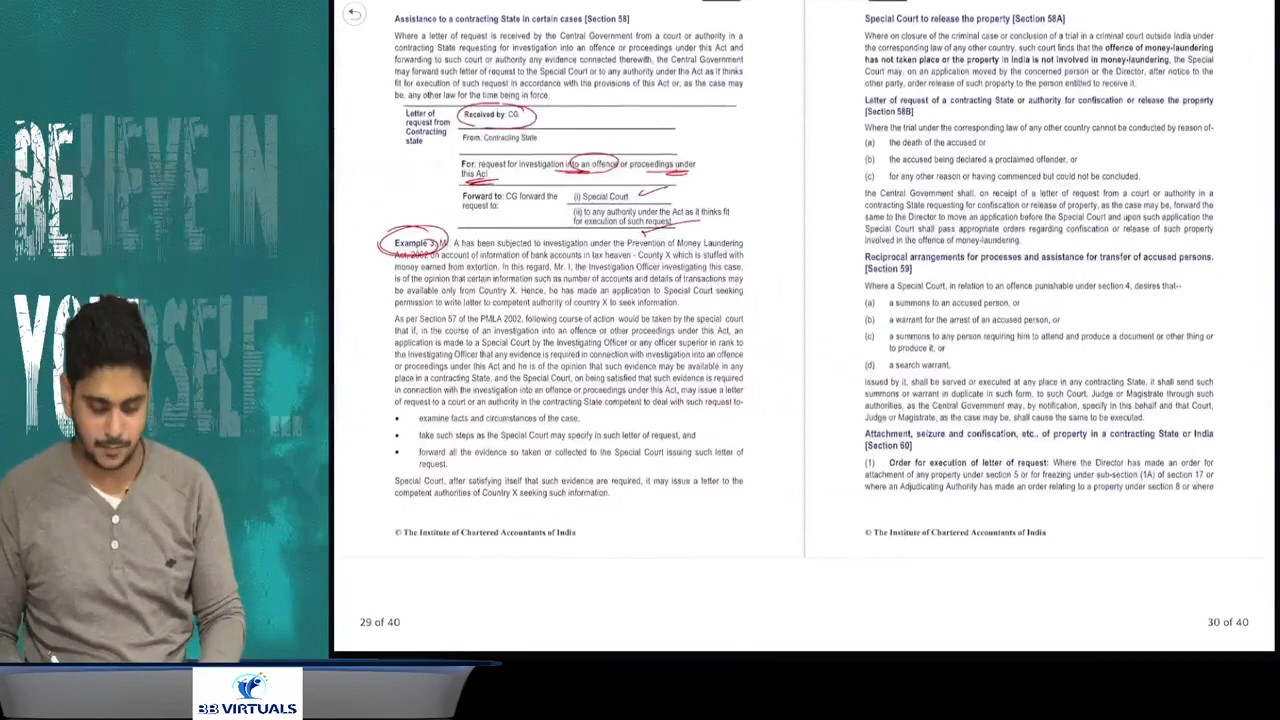 BELIEVE IN
YOURSELF...
Assistance to a contracting State in certain cases [Section 58]
Where a letter of request is received by the Central Government from a court or authority in a
contracting State requesting for investigation into an offence or proceedings under this Act and
forwarding to such court or authority any evidence connected therewith, the Central Government
may forward such letter of request to the Special Court or to any authority under the Act as it thinks
fit for execution of such request in accordance with the provisions of this Act or, as the case may
be, any other law for the time being in force.
Letter of
request from
Contracting
state
Received by: CG
From: Contracting State
For: request for investigation into an offence or proceedings under
this Act
Forward to: CG forward the
request to:
(i) Special Court
(ii) to any authority under the Act as it thinks fit
for execution of such request
Example 3: Mr. A has been subjected to investigation under the Prevention of Money Laundering
Act, 2002 on account of information of bank accounts in tax heaven - County X which is stuffed with
money earned from extortion. In this regard, Mr. I, the Investigation Officer investigating this case,
is of the opinion that certain information such as number of accounts and details of transactions may
be available only from Country X. Hence, he has made an application to Special Court seeking
permission to write letter to competent authority of country X to seek information.
As per Section 57 of the PMLA 2002, following course of action would be taken by the special court
that if, in the course of an investigation into an offence or other proceedings under this Act, an
application is made to a Special Court by the Investigating Officer or any officer superior in rank to
the Investigating Officer that any evidence is required in connection with investigation into an offence
or proceedings under this Act and he is of the opinion that such evidence may be available in any
place in a contracting State, and the Special Court, on being satisfied that such evidence is required
in connection with the investigation into an offence or proceedings under this Act, may issue a letter
of request to a court or an authority in the contracting State competent to deal with such request to-
• examine facts and circumstances of the case,
• take such steps as the Special Court may specify in such letter of request, and
• forward all the evidence so taken or collected to the Special Court issuing such letter of
request.
Special Court, after satisfying itself that such evidence are required, it may issue a letter to the
competent authorities of Country X seeking such information.
© The Institute of Chartered Accountants of India
29 of 40
Special Court to release the property [Section 58A]
Where on closure of the criminal case or conclusion of a trial in a criminal court outside India under
the corresponding law of any other country, such court finds that the offence of money-laundering
has not taken place or the property in India is not involved in money-laundering, the Special
Court may, on an application moved by the concerned person or the Director, after notice to the
other party, order release of such property to the person entitled to receive it.
Letter of request of a contracting State or authority for confiscation or release the property
[Section 58B]
Where the trial under the corresponding law of any other country cannot be conducted by reason of-
(a) the death of the accused or
(b) the accused being declared a proclaimed offender, or
(c) for any other reason or having commenced but could not be concluded.
the Central Government shall, on receipt of a letter of request from a court or authority in a
contracting State requesting for confiscation or release of property, as the case may be, forward the
same to the Director to move an application before the Special Court and upon such application the
Special Court shall pass appropriate orders regarding confiscation or release of such property
involved in the offence of money-laundering.
Reciprocal arrangements for processes and assistance for transfer of accused persons.
[Section 59]
Where a Special Court, in relation to an offence punishable under section 4, desires that--
(a) a summons to an accused person, or
(b) a warrant for the arrest of an accused person, or
(c) a summons to any person requiring him to attend and produce a document or other thing or
to produce it, or
(d) a search warrant,
issued by it, shall be served or executed at any place in any contracting State, it shall send such
summons or warrant in duplicate in such form, to such Court, Judge or Magistrate through such
authorities, as the Central Government may, by notification, specify in this behalf and that Court,
Judge or Magistrate, as the case may be, shall cause the same to be executed.
Attachment, seizure and confiscation, etc., of property in a contracting State or India
[Section 60]
(1) Order for execution of letter of request: Where the Director has made an order for
attachment of any property under section 5 or for freezing under sub-section (1A) of section 17 or
where an Adjudicating Authority has made an order relating to a property under section 8 or where
© The Institute of Chartered Accountants of India
30 of 40
BB VIRTUALS